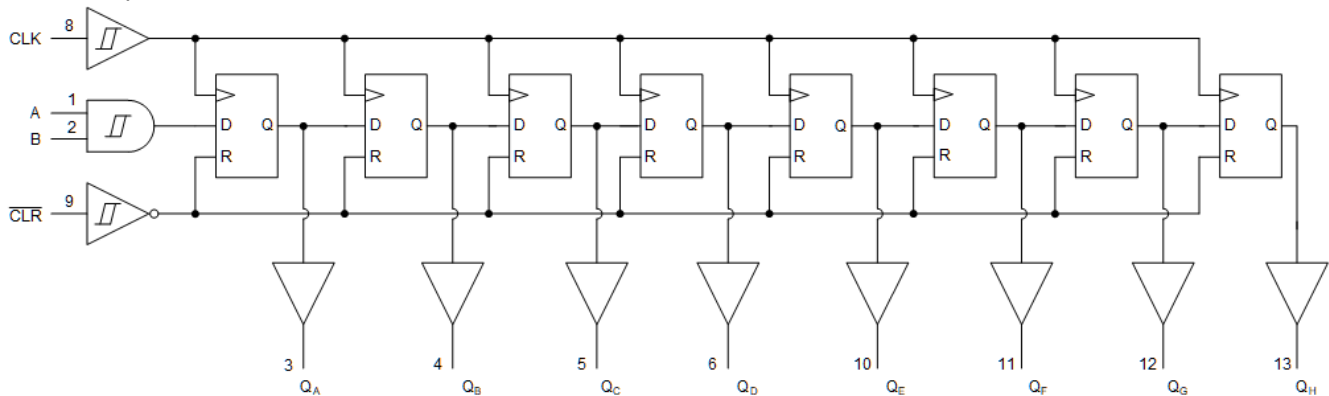 CLK 8
A 1
B 2
D Q D Q D Q D Q D Q D Q D Q D Q
R R R R R R R R
CLR 9
3 4 5 6 10 11 12 13
QA QB QC QD QE QF QG QH